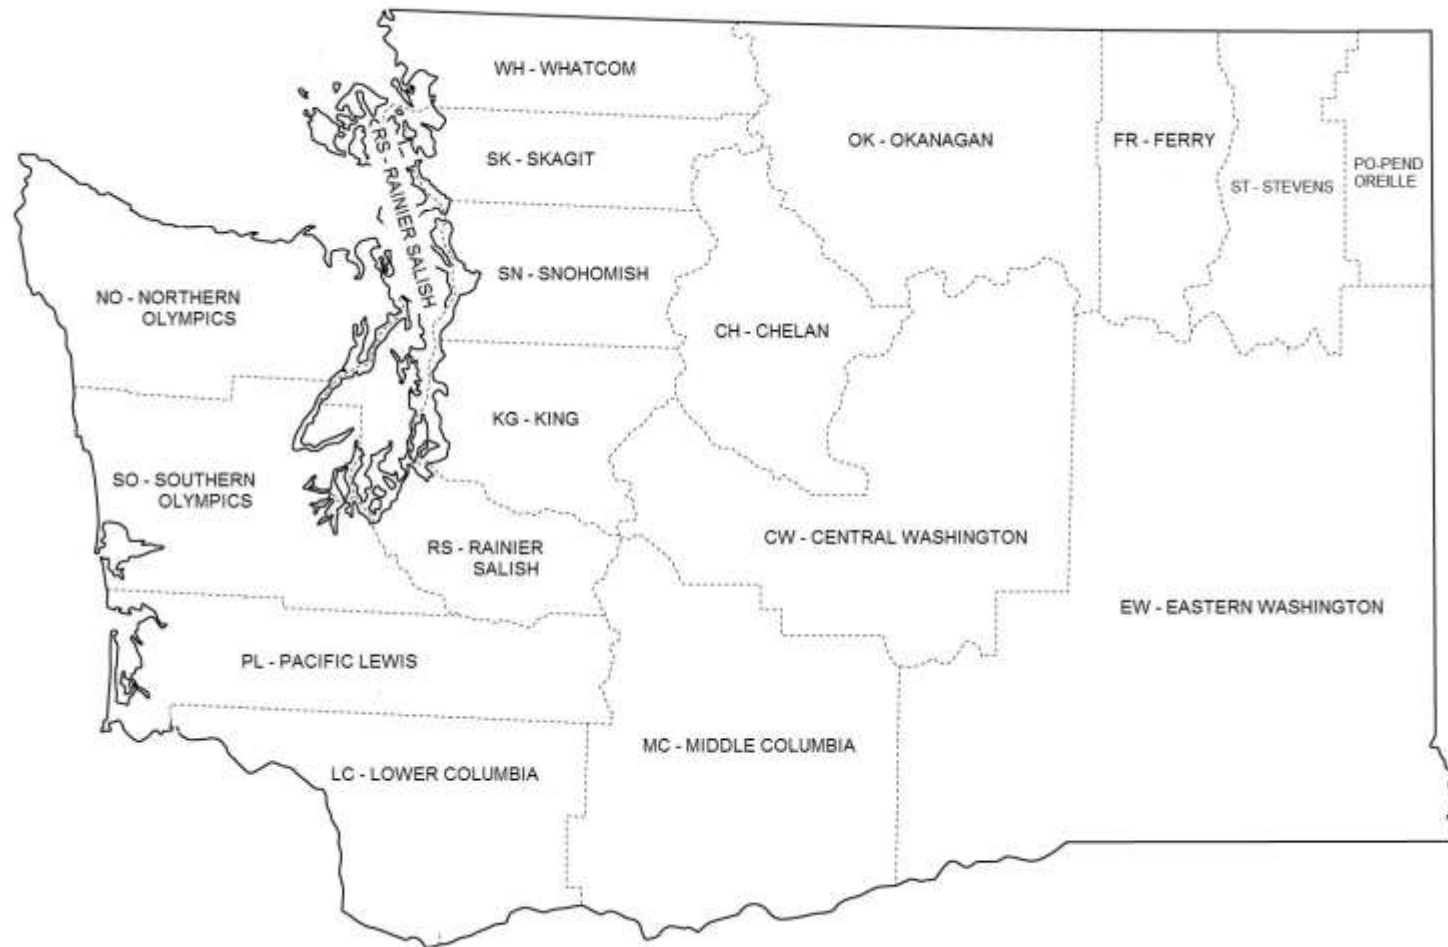 WH - WHATCOM
OK - OKANAGAN
FR - FERRY
SK - SKAGIT
PO-PEND
OREILLE
ST - STEVENS
RS - RAINIER SALISH
SN - SNOHOMISH
NO - NORTHERN
OLYMPICS
CH - CHELAN
KG - KING
SO - SOUTHERN
OLYMPICS
CW - CENTRAL WASHINGTON
RS - RAINIER
SALISH
EW - EASTERN WASHINGTON
PL - PACIFIC LEWIS
MC - MIDDLE COLUMBIA
LC - LOWER COLUMBIA